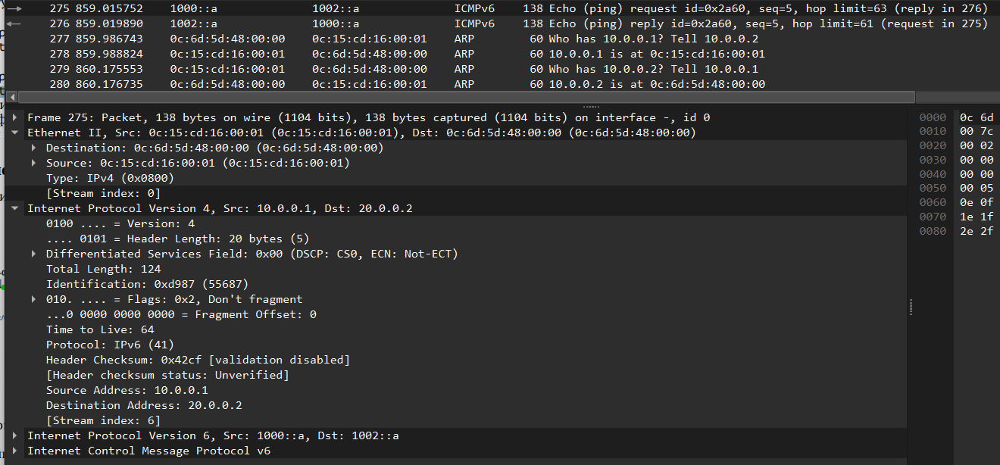 275 859.015752 1000::a 1002::a ICMPv6 138 Echo (ping) request id=0x2a60, seq=5, hop limit=63 (reply in 276)
276 859.019890 1002::a 1000::a ICMPv6 138 Echo (ping) reply id=0x2a60, seq=5, hop limit=61 (request in 275)
277 859.986743 0c:6d:5d:48:00:00 0c:15:cd:16:00:01 ARP 60 Who has 10.0.0.1? Tell 10.0.0.2
278 859.988824 0c:15:cd:16:00:01 0c:6d:5d:48:00:00 ARP 60 10.0.0.1 is at 0c:15:cd:16:00:01
279 860.175553 0c:15:cd:16:00:01 0c:6d:5d:48:00:00 ARP 60 Who has 10.0.0.2? Tell 10.0.0.1
280 860.176735 0c:6d:5d:48:00:00 0c:15:cd:16:00:01 ARP 60 10.0.0.2 is at 0c:6d:5d:48:00:00
Frame 275: Packet, 138 bytes on wire (1104 bits), 138 bytes captured (1104 bits) on interface -, id 0
Ethernet II, Src: 0c:15:cd:16:00:01 (0c:15:cd:16:00:01), Dst: 0c:6d:5d:48:00:00 (0c:6d:5d:48:00:00)
Destination: 0c:6d:5d:48:00:00 (0c:6d:5d:48:00:00)
Source: 0c:15:cd:16:00:01 (0c:15:cd:16:00:01)
Type: IPv4 (0x0800)
[Stream index: 0]
Internet Protocol Version 4, Src: 10.0.0.1, Dst: 20.0.0.2
0100 .... = Version: 4
.... 0101 = Header Length: 20 bytes (5)
Differentiated Services Field: 0x00 (DSCP: CS0, ECN: Not-ECT)
Total Length: 124
Identification: 0xd987 (55687)
010. .... = Flags: 0x2, Don't fragment
...0 0000 0000 0000 = Fragment Offset: 0
Time to Live: 64
Protocol: IPv6 (41)
Header Checksum: 0x42cf [validation disabled]
[Header checksum status: Unverified]
Source Address: 10.0.0.1
Destination Address: 20.0.0.2
[Stream index: 6]
Internet Protocol Version 6, Src: 1000::a, Dst: 1002::a
Internet Control Message Protocol v6
0000 0c 6d
0010 00 7c
0020 00 02
0030 00 00
0040 00 00
0050 00 05
0060 0e 0f
0070 1e 1f
0080 2e 2f